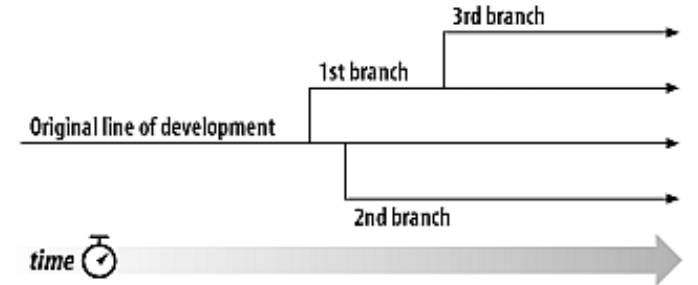 3rd branch
1st branch
Original line of development
2nd branch
time